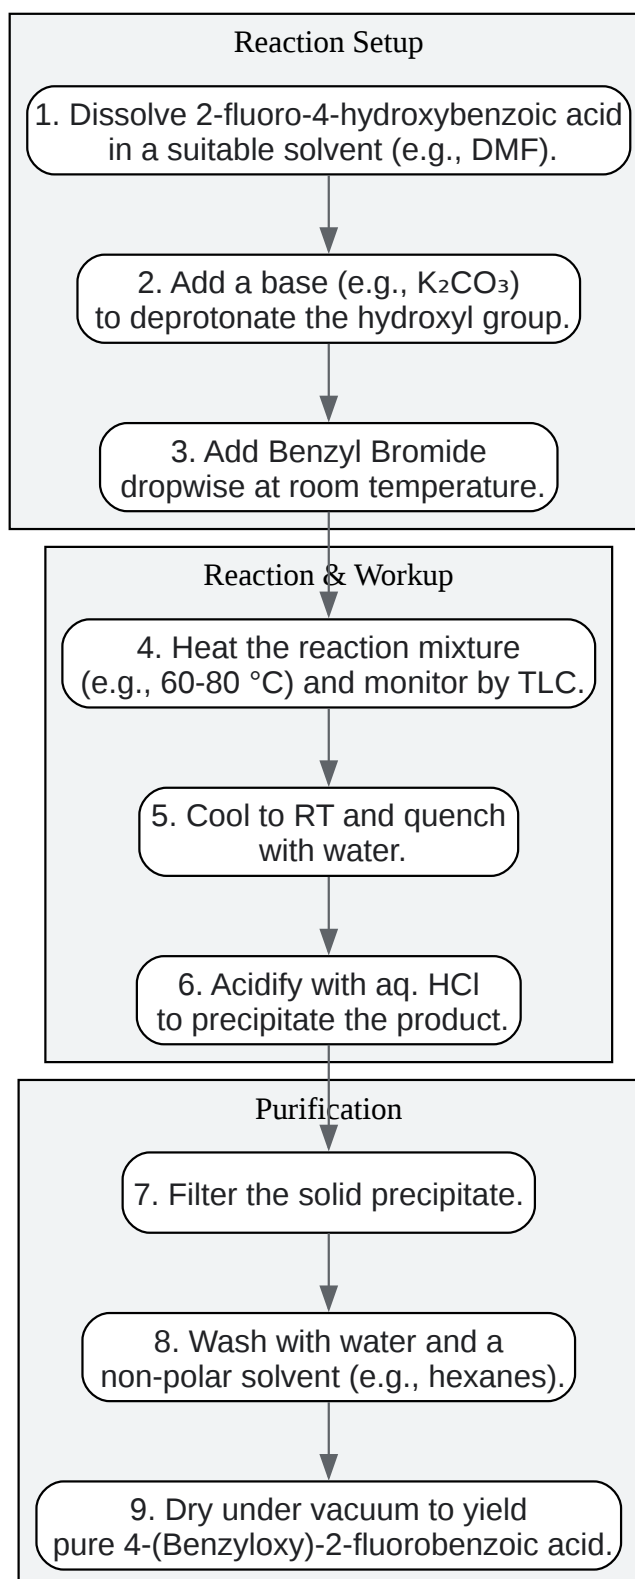 Reaction Setup
1. Dissolve 2-fluoro-4-hydroxybenzoic acid
in a suitable solvent (e.g., DMF).
2. Add a base (e.g., K₂CO₃)
to deprotonate the hydroxyl group.
3. Add Benzyl Bromide
dropwise at room temperature.
Reaction & Workup
4. Heat the reaction mixture
(e.g., 60-80 °C) and monitor by TLC.
5. Cool to RT and quench
with water.
6. Acidify with aq. HCl
to precipitate the product.
Purification
7. Filter the solid precipitate.
8. Wash with water and a
non-polar solvent (e.g., hexanes).
9. Dry under vacuum to yield
pure 4-(Benzyloxy)-2-fluorobenzoic acid.